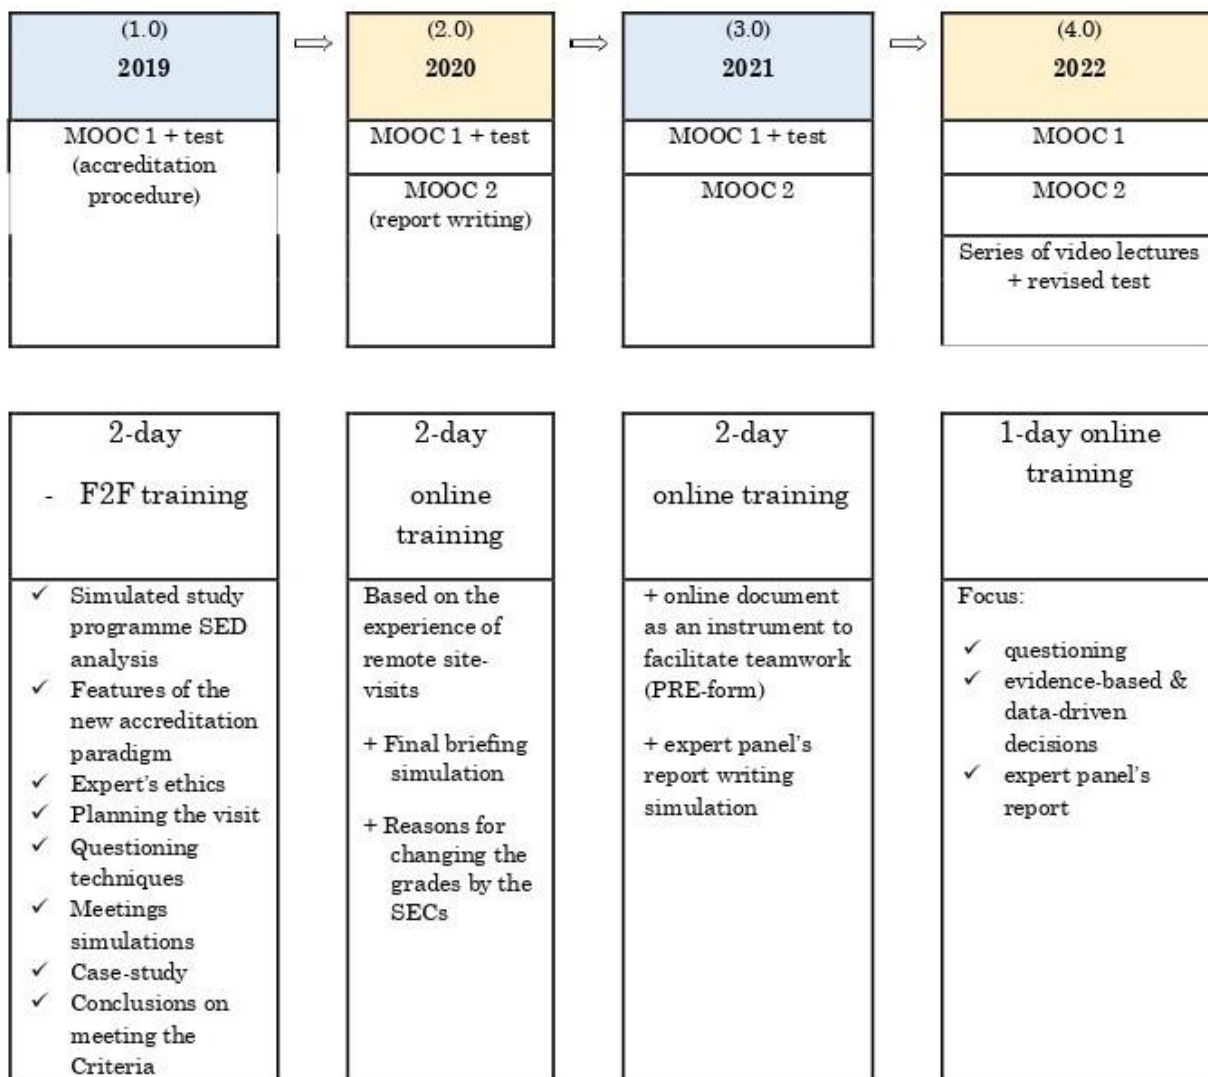 (1.0)
2019
(2.0)
2020
(3.0)
2021
(4.0)
2022
MOOC 1 + test
(accreditation
procedure)
MOOC 1 + test
MOOC 2
(report writing)
MOOC 1 + test
MOOC 2
MOOC 1
MOOC 2
Series of video lectures
+ revised test
2-day
- F2F training
2-day
online
training
2-day
online training
1-day online
training
✓ Simulated study
programme SED
analysis
✓ Features of the
new accreditation
paradigm
✓ Expert's ethics
✓ Planning the visit
✓ Questioning
techniques
✓ Meetings
simulations
✓ Case-study
✓ Conclusions on
meeting the
Criteria
Based on the
experience of
remote site-
visits
+ Final briefing
simulation
+ Reasons for
changing the
grades by the
SECs
+ online document
as an instrument to
facilitate teamwork
(PRE-form)
+ expert panel's
report writing
simulation
Focus:
✓ questioning
✓ evidence-based &
data-driven
decisions
✓ expert panel's
report